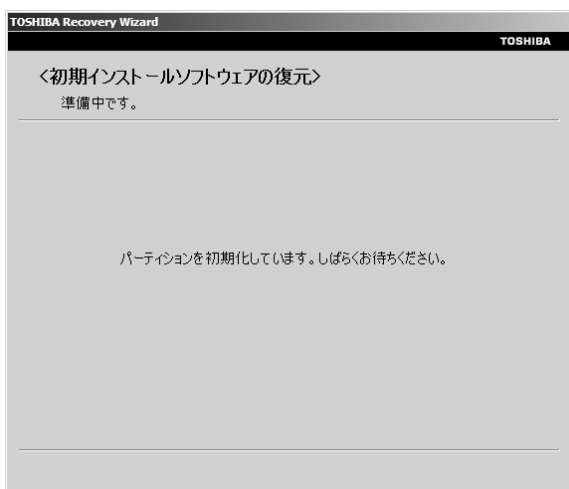 TOSHIBA Recovery Wizard
TOSHIBA
<初期インストールソフトウェアの復元>
準備中です。
パーティションを初期化しています。しばらくお待ちください。